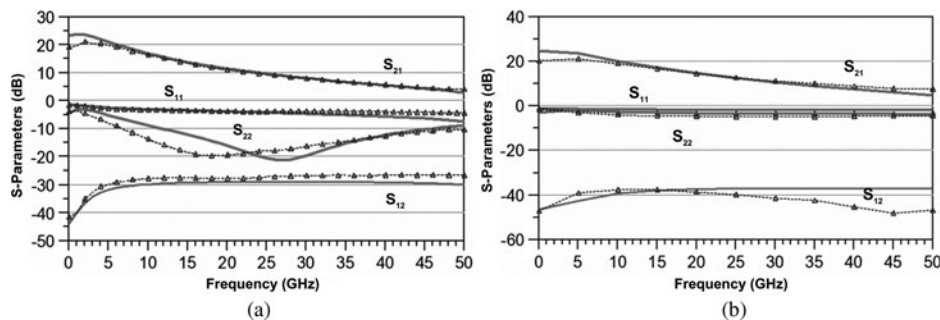 S-Parameters (dB)
30
20
10
0
-10
-20
-30
-40
-50
S21
S11
S22
S12
0 5 10 15 20 25 30 35 40 45 50
Frequency (GHz)
(a)
S-Parameters (dB)
40
20
0
-20
-40
-60
S21
S11
S22
S12
0 5 10 15 20 25 30 35 40 45 50
Frequency (GHz)
(b)